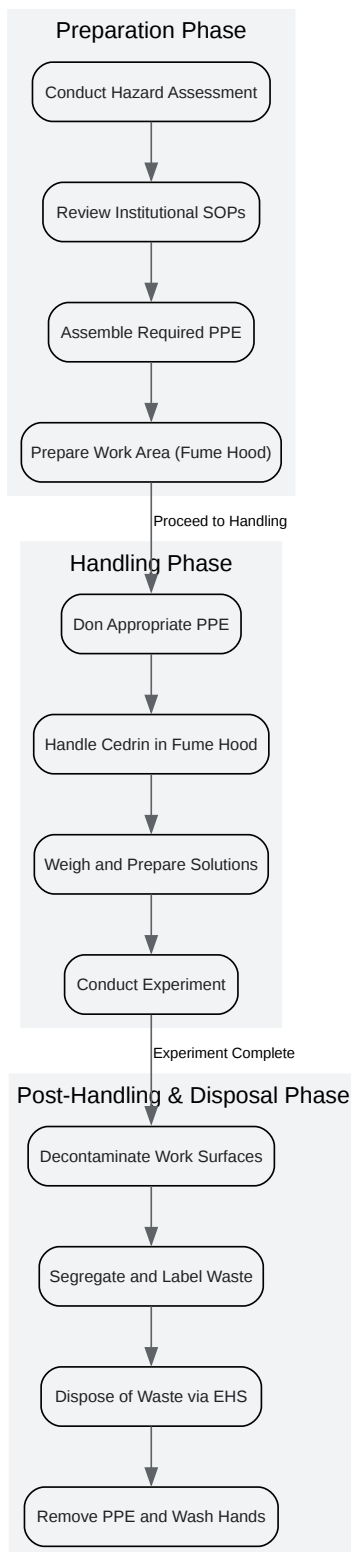 Preparation Phase
Conduct Hazard Assessment
Review Institutional SOPs
Assemble Required PPE
Prepare Work Area (Fume Hood)
Proceed to Handling
Handling Phase
Don Appropriate PPE
Handle Cedrin in Fume Hood
Weigh and Prepare Solutions
Conduct Experiment
Experiment Complete
Post-Handling & Disposal Phase
Decontaminate Work Surfaces
Segregate and Label Waste
Dispose of Waste via EHS
Remove PPE and Wash Hands